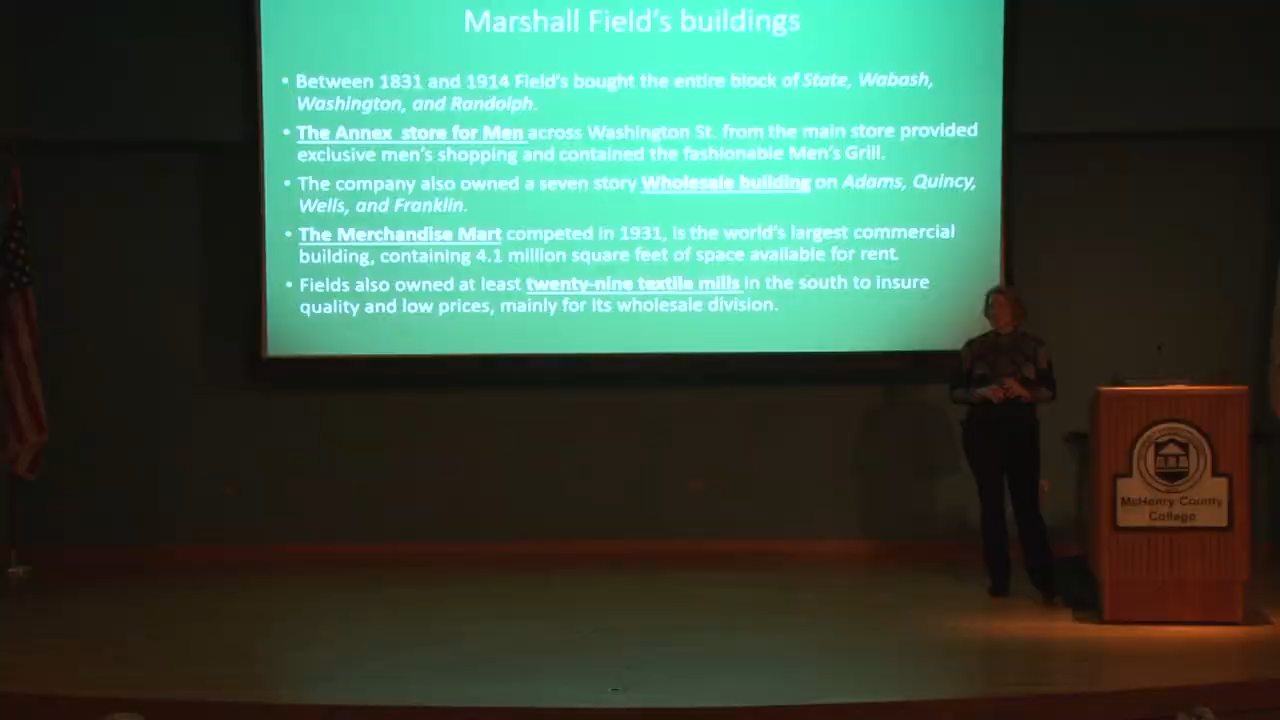 Marshall Field's buildings
• Between 1831 and 1914 Field's bought the entire block of State, Wabash,
Washington, and Randolph.
• The Annex store for Men across Washington St. from the main store provided
exclusive men's shopping and contained the fashionable Men's Grill.
• The company also owned a seven story Wholesale building on Adams, Quincy,
Wells, and Franklin.
• The Merchandise Mart competed in 1931, is the world's largest commercial
building, containing 4.1 million square feet of space available for rent.
• Fields also owned at least twenty-nine textile mills in the south to insure
quality and low prices, mainly for its wholesale division.
McHenry County
College